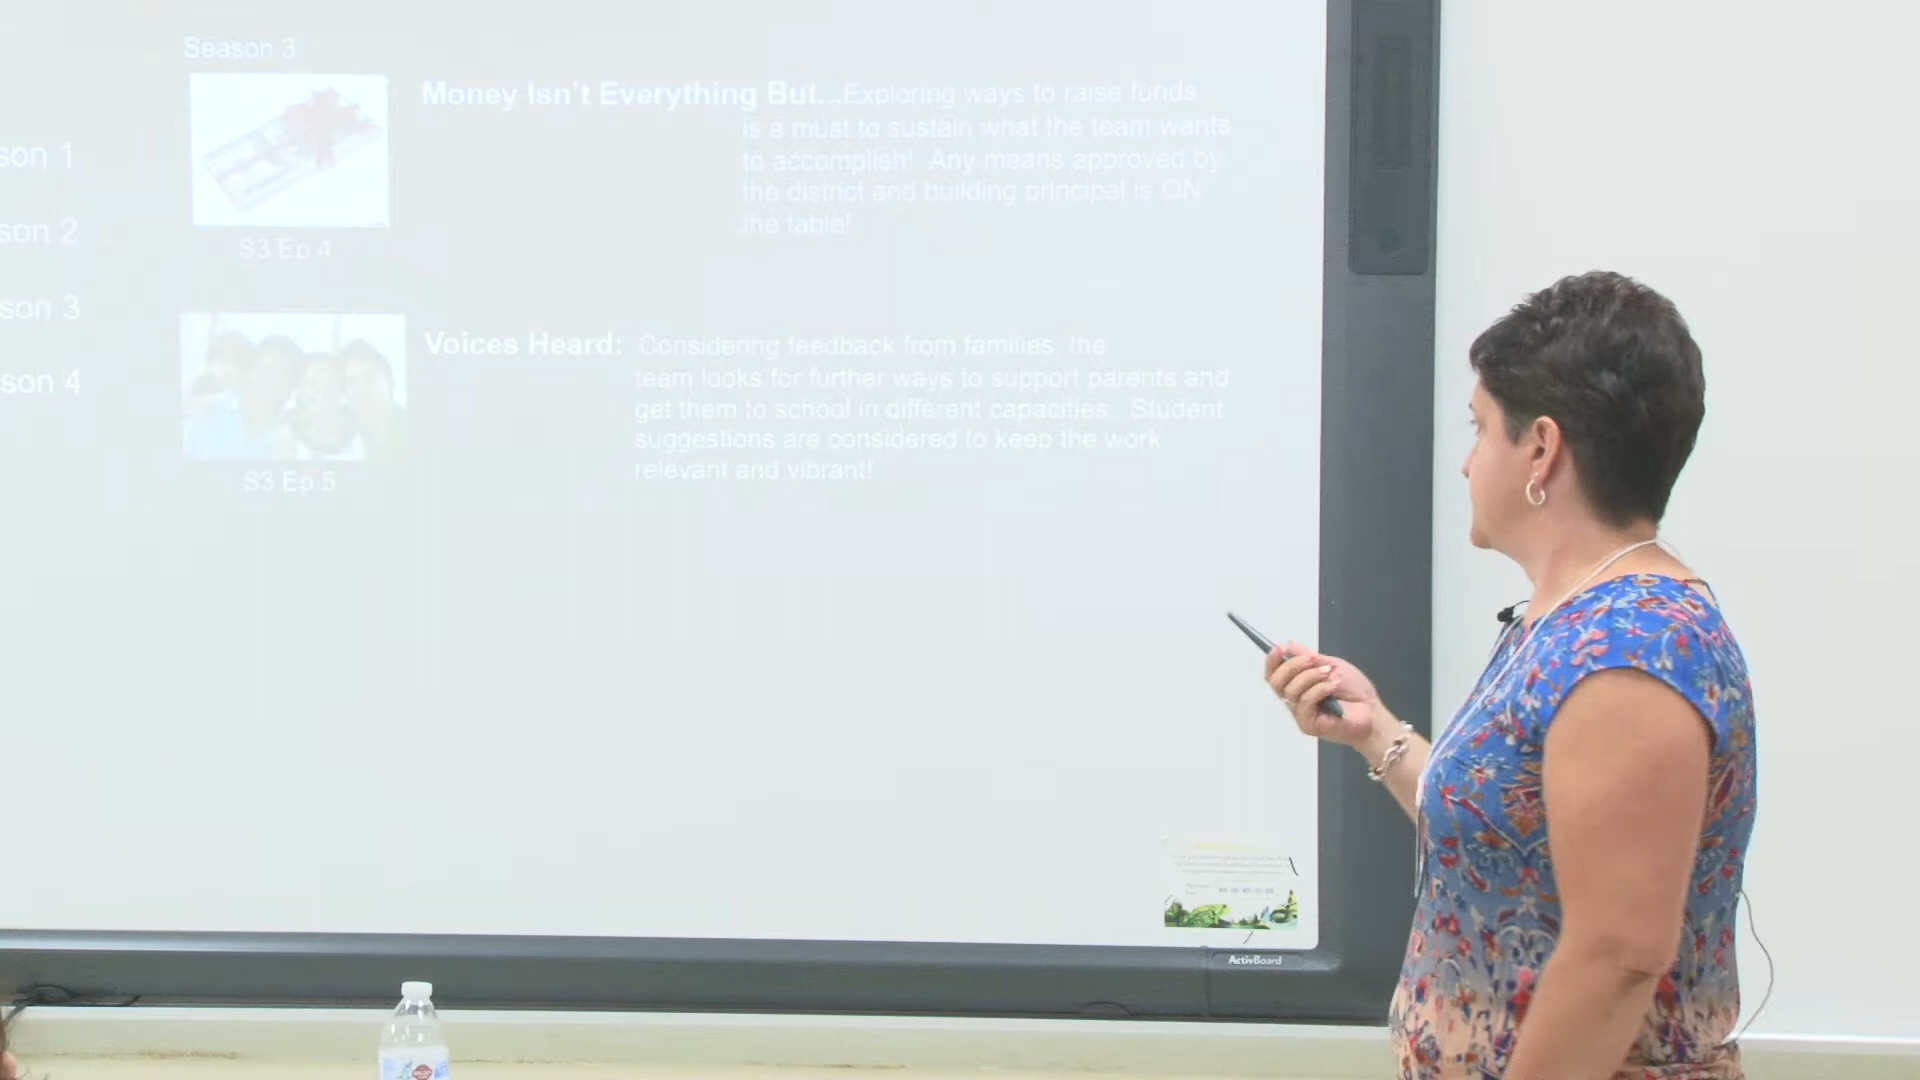 Season 3
son 1
son 2
son 3
son 4
Money Isn't Everything But...Exploring ways to raise funds
is a must to sustain what the team wants
to accomplish! Any means approved by
the district and building principal is ON
the table!
S3 Ep 4
Voices Heard: Considering feedback from families, the
team looks for further ways to support parents and
get them to school in different capacities. Student
suggestions are considered to keep the work
relevant and vibrant!
S3 Ep 5
ActivBoard